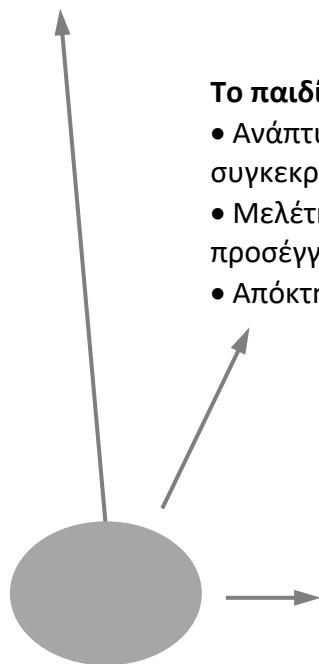 Το παιδί
• Ανάπτυ
συγκεκρ
• Μελέτη
προσέγγ
• Απόκτη